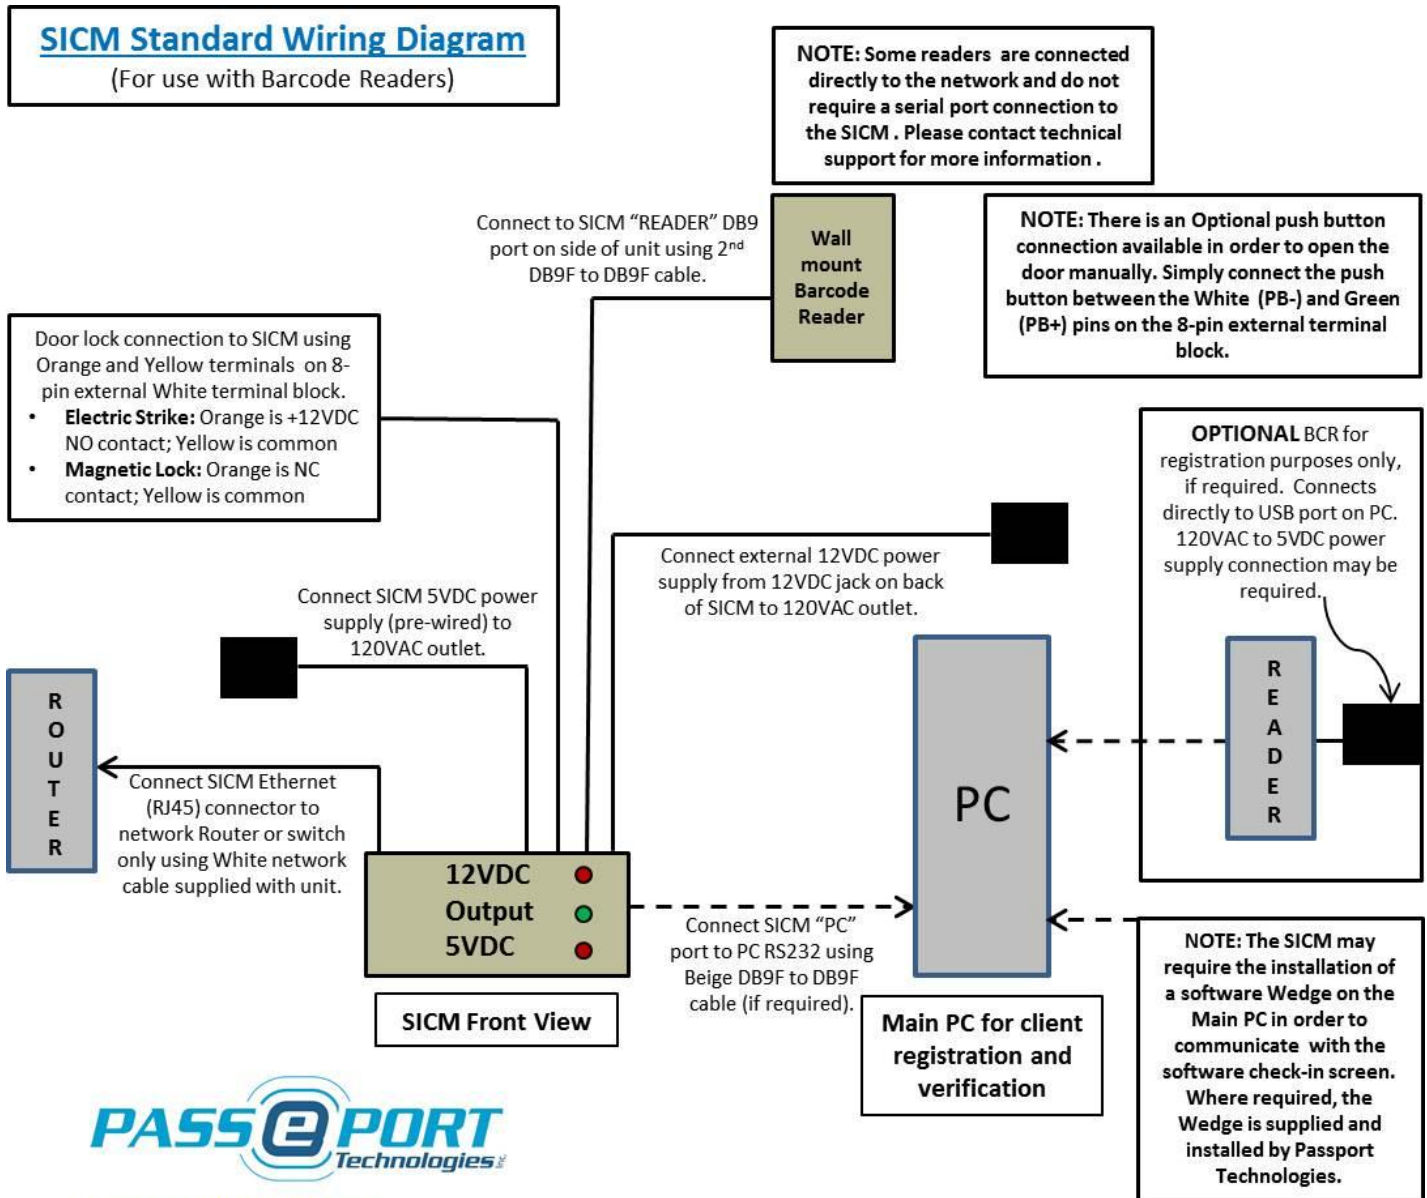 SICM Standard Wiring Diagram
(For use with Barcode Readers)
NOTE: Some readers are connected
directly to the network and do not
require a serial port connection to
the SICM . Please contact technical
support for more information .
Connect to SICM “READER” DB9
port on side of unit using 2nd
DB9F to DB9F cable.
Wall
mount
Barcode
Reader
NOTE: There is an Optional push button
connection available in order to open the
door manually. Simply connect the push
button between the White (PB-) and Green
(PB+) pins on the 8-pin external terminal
block.
Door lock connection to SICM using
Orange and Yellow terminals on 8-
pin external White terminal block.
• Electric Strike: Orange is +12VDC
NO contact; Yellow is common
• Magnetic Lock: Orange is NC
contact; Yellow is common
OPTIONAL BCR for
registration purposes only,
if required. Connects
directly to USB port on PC.
120VAC to 5VDC power
supply connection may be
required.
Connect external 12VDC power
supply from 12VDC jack on back
of SICM to 120VAC outlet.
Connect SICM 5VDC power
supply (pre-wired) to
120VAC outlet.
ROUTER
Connect SICM Ethernet
(RJ45) connector to
network Router or switch
only using White network
cable supplied with unit.
PC
READER
12VDC
Output
5VDC
SICM Front View
Connect SICM “PC”
port to PC RS232 using
Beige DB9F to DB9F
cable (if required).
Main PC for client
registration and
verification
NOTE: The SICM may
require the installation of
a software Wedge on the
Main PC in order to
communicate with the
software check-in screen.
Where required, the
Wedge is supplied and
installed by Passport
Technologies.
PASS e PORT
Technologies Inc.